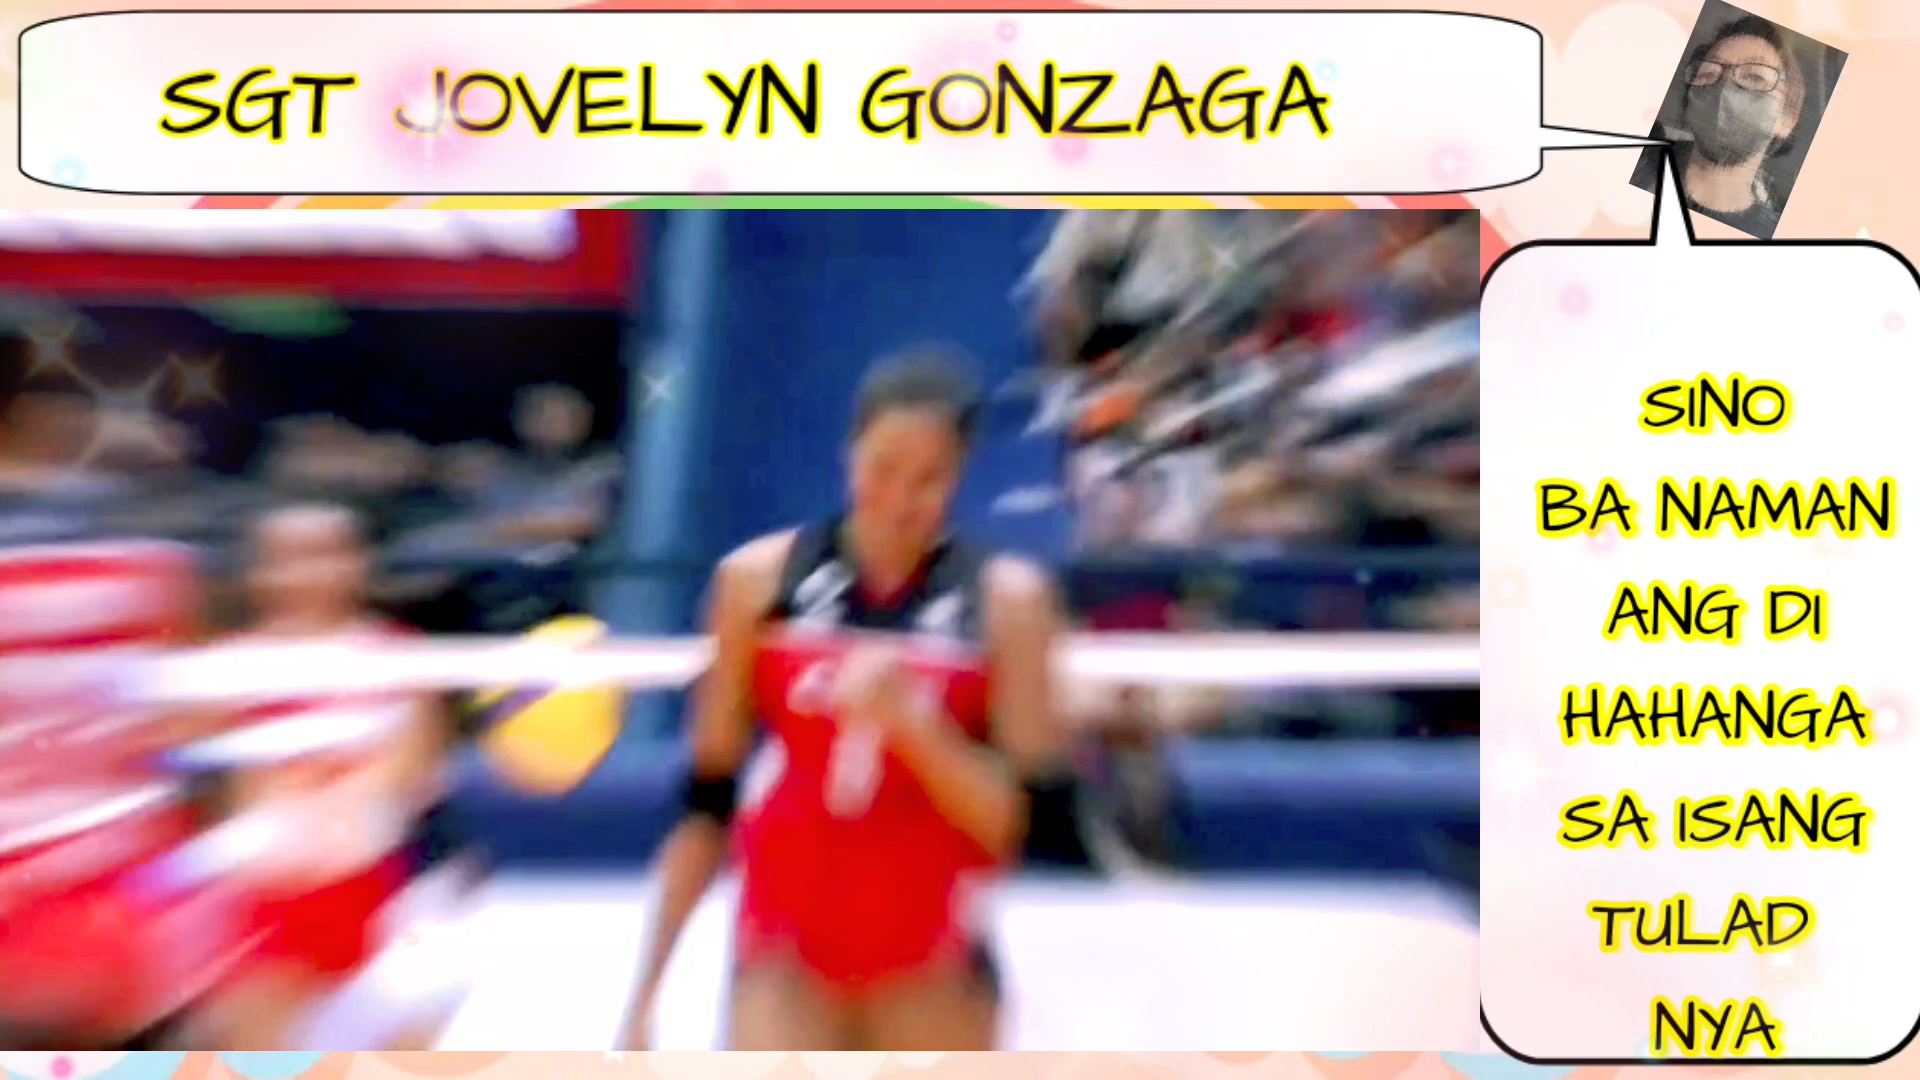 SGT JOVELYN GONZAGA
SINO
BA NAMAN
ANG DI
HAHANGA
SA ISANG
TULAD
NYA